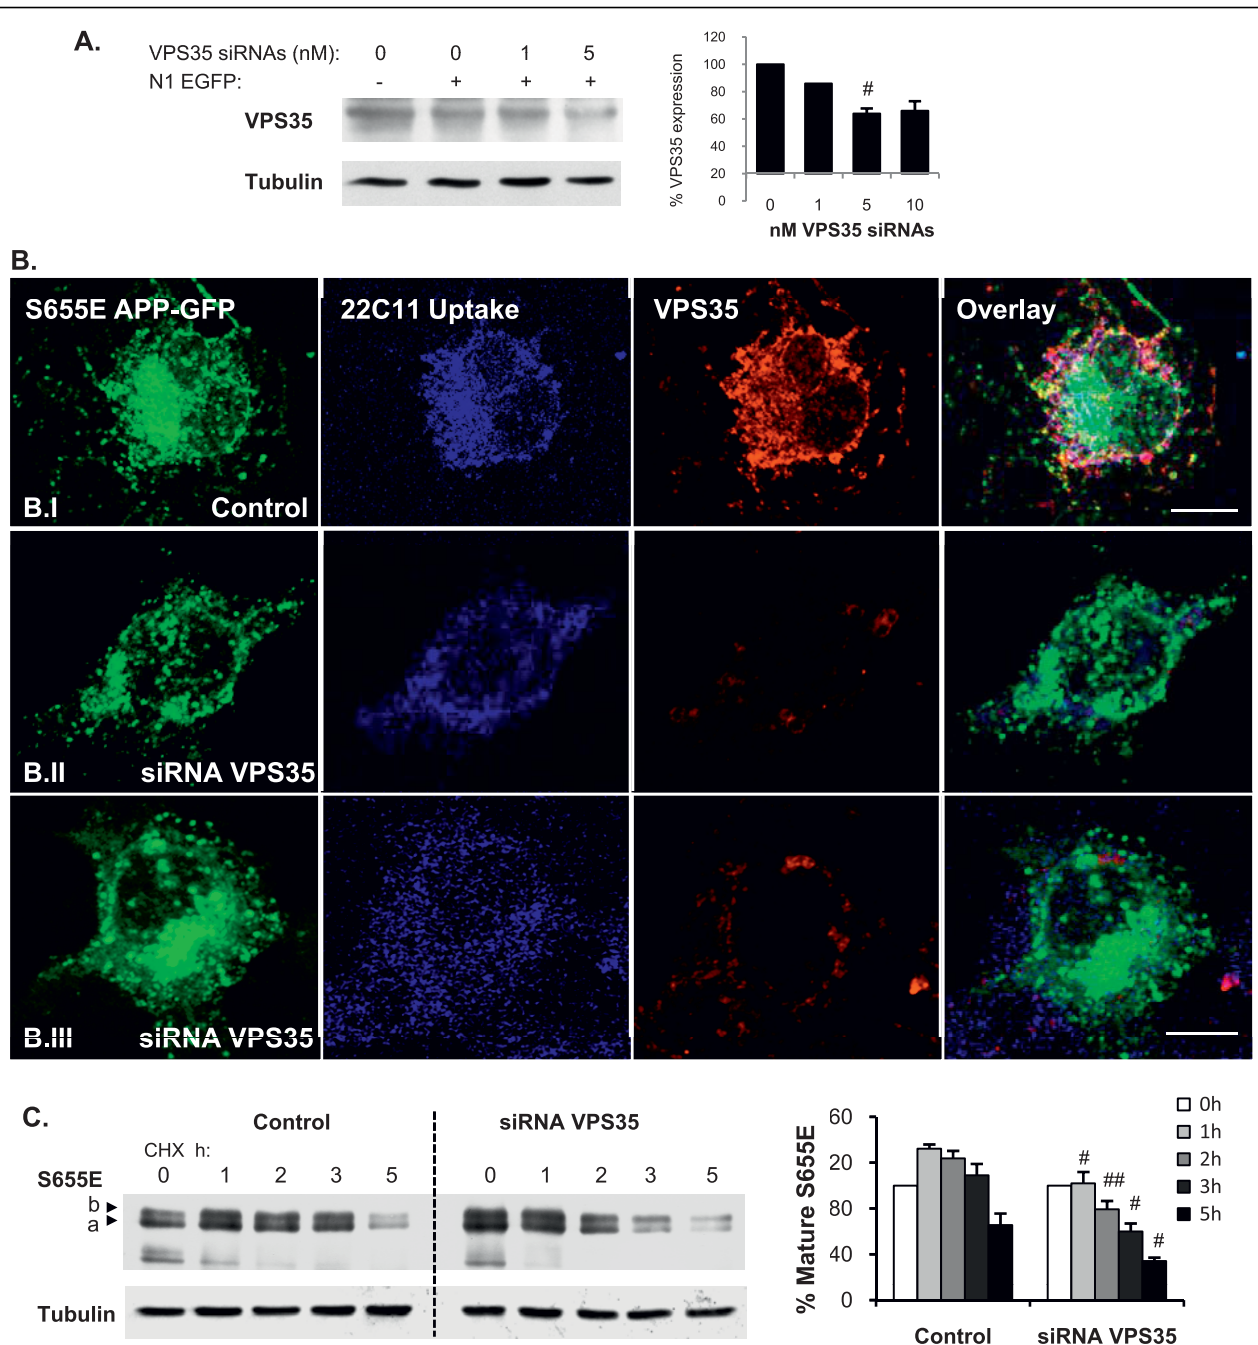 A.
VPS35 siRNAs (nM): 0 0 1 5
N1 EGFP: - + + +
VPS35
Tubulin
% VPS35 expression
120
100
80
60
40
20
0
0 1 5 10
#
nM VPS35 siRNAs
B.
S655E APP-GFP 22C11 Uptake VPS35 Overlay
B.I Control
B.II siRNA VPS35
B.III siRNA VPS35
C.
Control siRNA VPS35
CHX h:
S655E 0 1 2 3 5 0 1 2 3 5
b
a
Tubulin
% Mature S655E
60
20
80
40
0
# ## # #
Control siRNA VPS35
0h
1h
2h
3h
5h